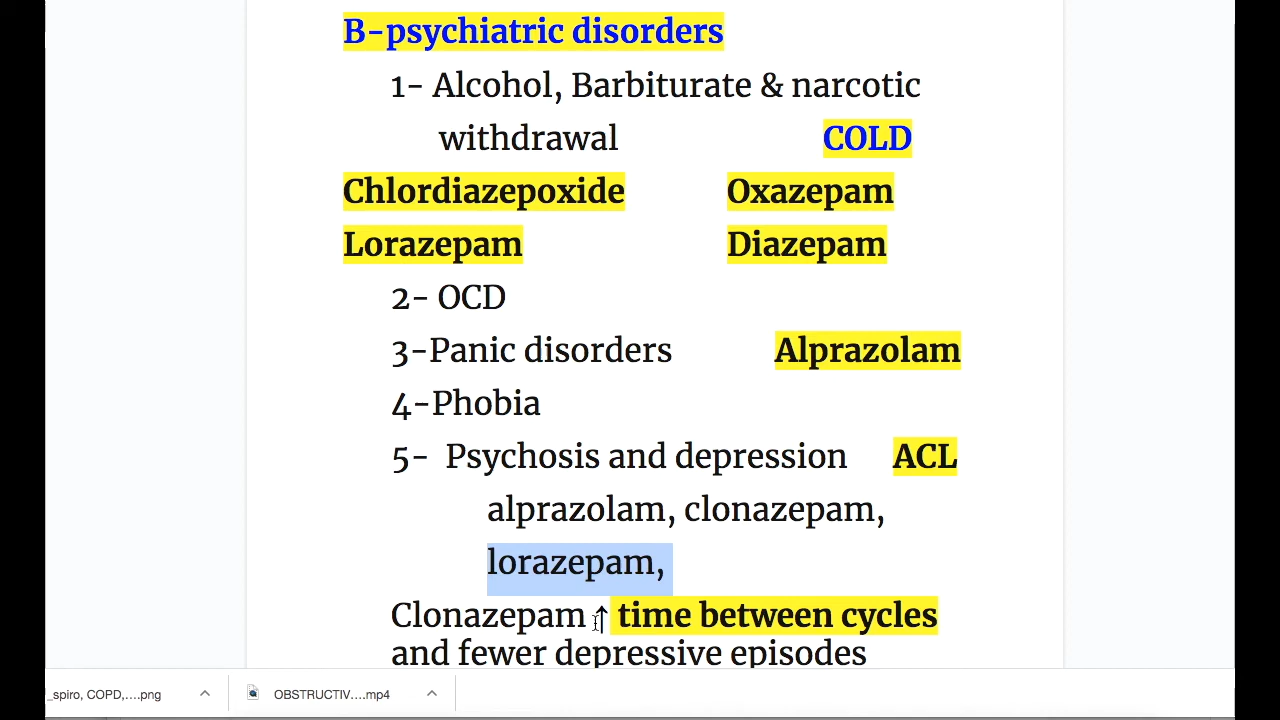 B-psychiatric disorders
1- Alcohol, Barbiturate & narcotic
withdrawal COLD
Chlordiazepoxide Oxazepam
Lorazepam Diazepam
2- OCD
3-Panic disorders Alprazolam
4-Phobia
5- Psychosis and depression ACL
alprazolam, clonazepam,
lorazepam,
Clonazepam ↑ time between cycles
and fewer depressive episodes
_spiro, COPD,....png OBSTRUCTIV....mp4